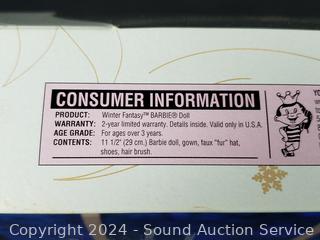 CONSUMER INFORMATION
PRODUCT: Winter Fantasy™ BARBIE® Doll
WARRANTY: 2-year limited warranty. Details inside. Valid only in U.S.A.
AGE GRADE: For ages over 3 years.
CONTENTS: 11 1/2" (29 cm.) Barbie doll, gown, faux "fur" hat,
shoes, hair brush.
YO
Copyright © 2024 - Sound Auction Service